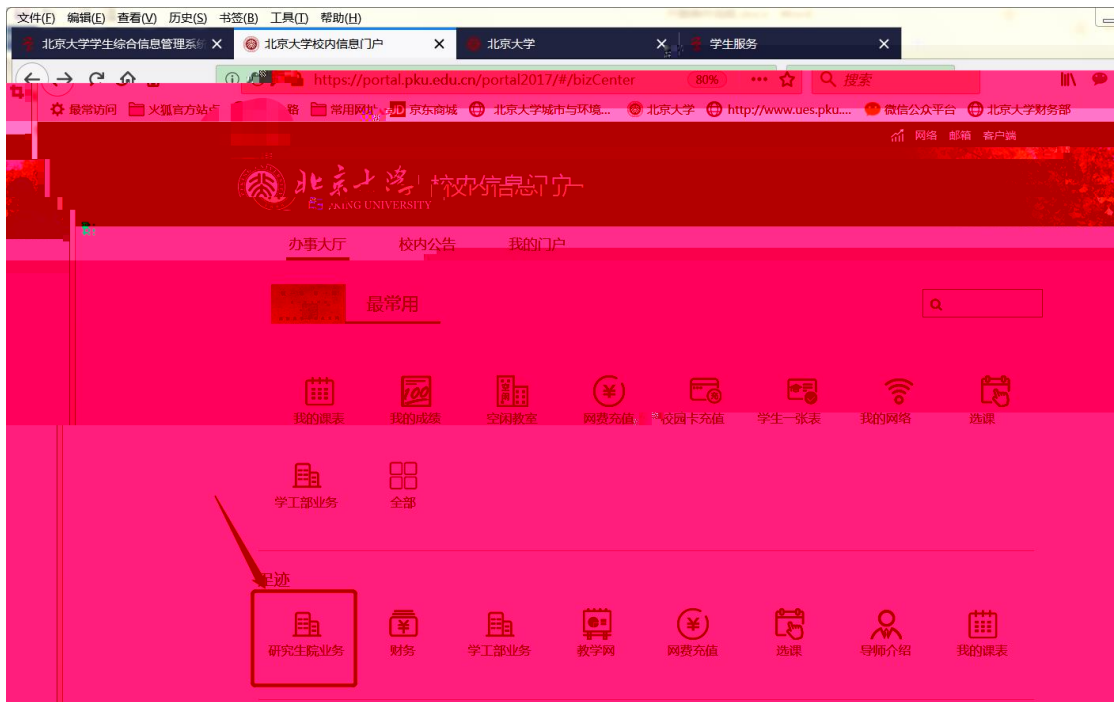 文件(F) 编辑(E) 查看(V) 历史(S) 书签(B) 工具(T) 帮助(H)
北京大学学生综合信息管理系统 北京大学校内信息门户 北京大学 学生服务
https://portal.pku.edu.cn/portal2017/#/bizCenter 80% 搜索
最常访问 火狐官方站点 常用网址 JD 京东商城 北京大学城市与环境... 北京大学 http://www.ues.pku.... 微信公众平台 北京大学财务部
网络 邮箱 客户端
北京大学 校内信息门户
PEKING UNIVERSITY
办事大厅 校内公告 我的门户
最常用
我的课表 我的成绩 空闲教室 网费充值 校园卡充值 学生一张表 我的网络 选课
学工部业务 全部
足迹
研究生院业务 财务 学工部业务 教学网 网费充值 选课 导师介绍 我的课表